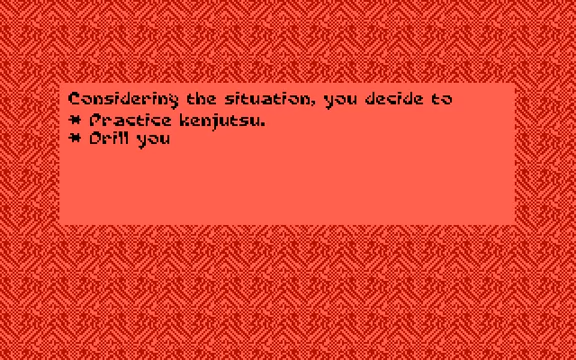 Considering the situation, you decide to
* Practice kenjutsu.
* Drill you